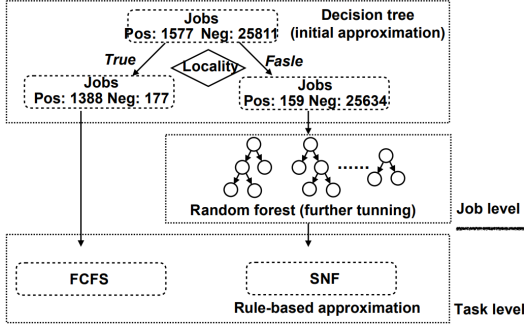 Jobs
Pos: 1577 Neg: 25811
Decision tree
(initial approximation)
True
Locality
Fasle
Jobs
Pos: 1388 Neg: 177
Jobs
Pos: 159 Neg: 25634
......
Random forest (further tunning)
Job level
FCFS
SNF
Rule-based approximation
Task level